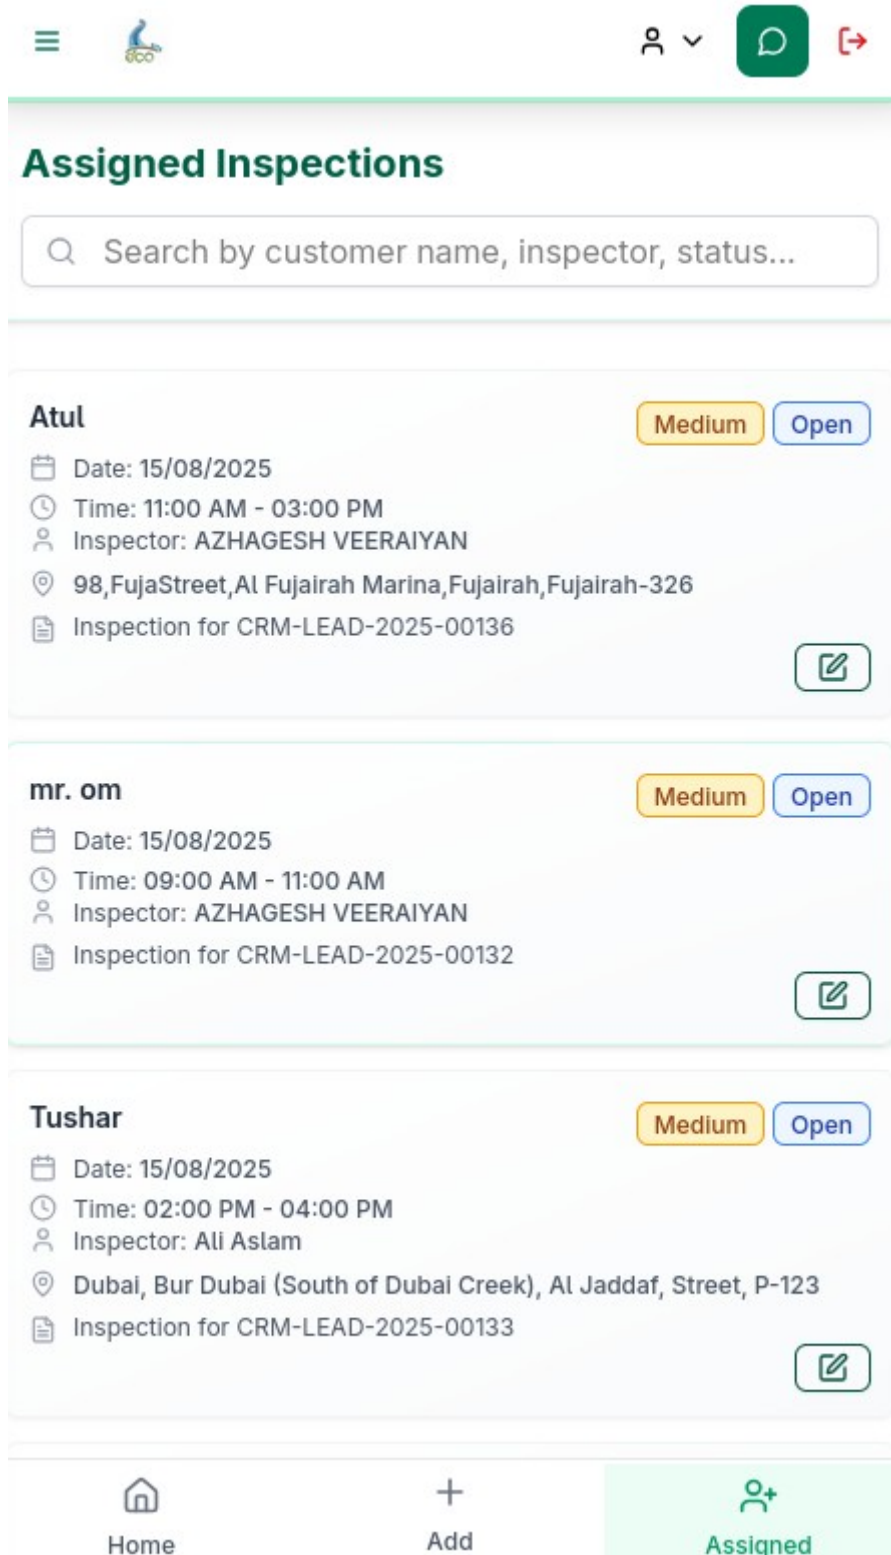 eco
Assigned Inspections
Search by customer name, inspector, status...
Atul
Medium
Open
Date: 15/08/2025
Time: 11:00 AM - 03:00 PM
Inspector: AZHAGESH VEERAIYAN
98,FujaStreet,Al Fujairah Marina,Fujairah,Fujairah-326
Inspection for CRM-LEAD-2025-00136
mr. om
Medium
Open
Date: 15/08/2025
Time: 09:00 AM - 11:00 AM
Inspector: AZHAGESH VEERAIYAN
Inspection for CRM-LEAD-2025-00132
Tushar
Medium
Open
Date: 15/08/2025
Time: 02:00 PM - 04:00 PM
Inspector: Ali Aslam
Dubai, Bur Dubai (South of Dubai Creek), Al Jaddaf, Street, P-123
Inspection for CRM-LEAD-2025-00133
Home
Add
Assigned